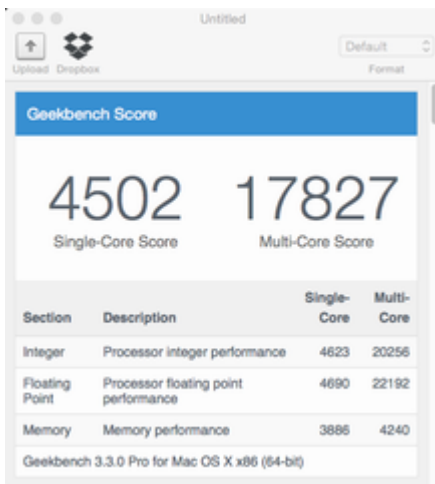 Untitled
Upload Dropbox
Default
Format
Geekbench Score
4502 17827
Single-Core Score Multi-Core Score
Single- Multi-
Section Description Core Core
Integer Processor integer performance 4623 20256
Floating Processor floating point 4690 22192
Point performance
Memory Memory performance 3886 4240
Geekbench 3.3.0 Pro for Mac OS X x86 (64-bit)